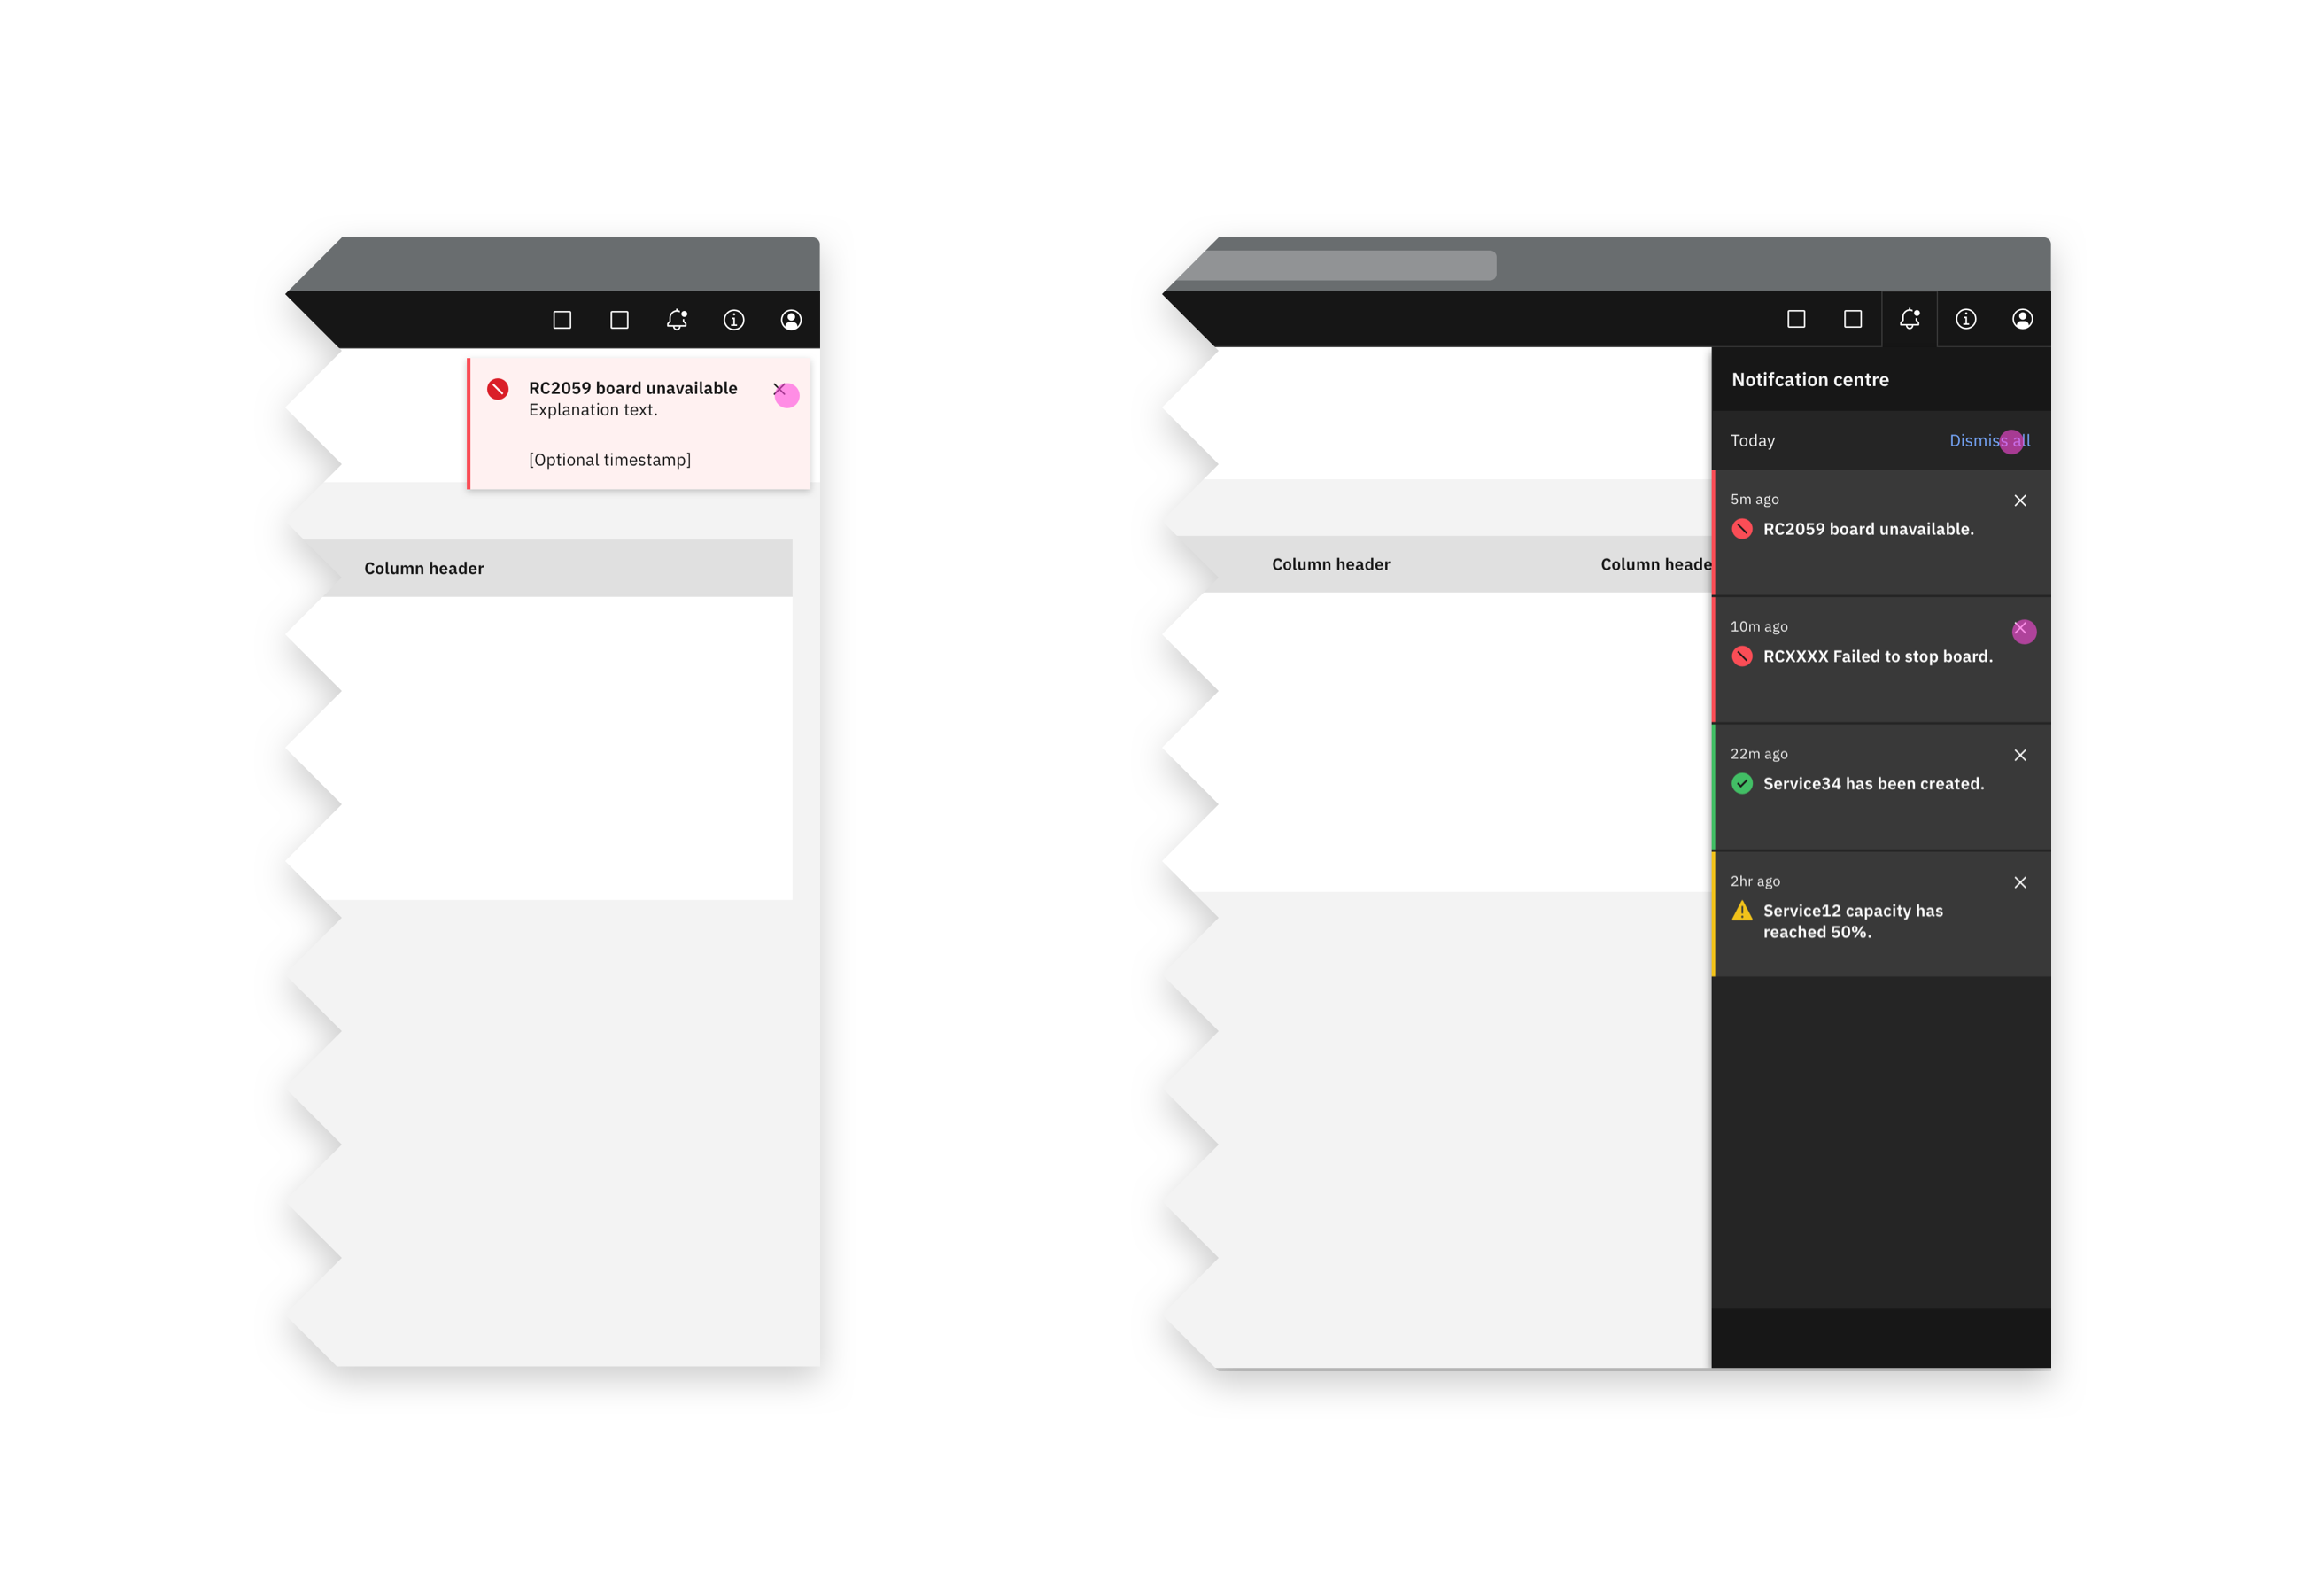 RC2059 board unavailable
Explanation text.
[Optional timestamp]
Column header
Notifcation centre
Today
Dismiss all
Column header
Column heade
5m ago
RC2059 board unavailable.
10m ago
RCXXXX Failed to stop board.
22m ago
Service34 has been created.
2hr ago
Service12 capacity has
reached 50%.